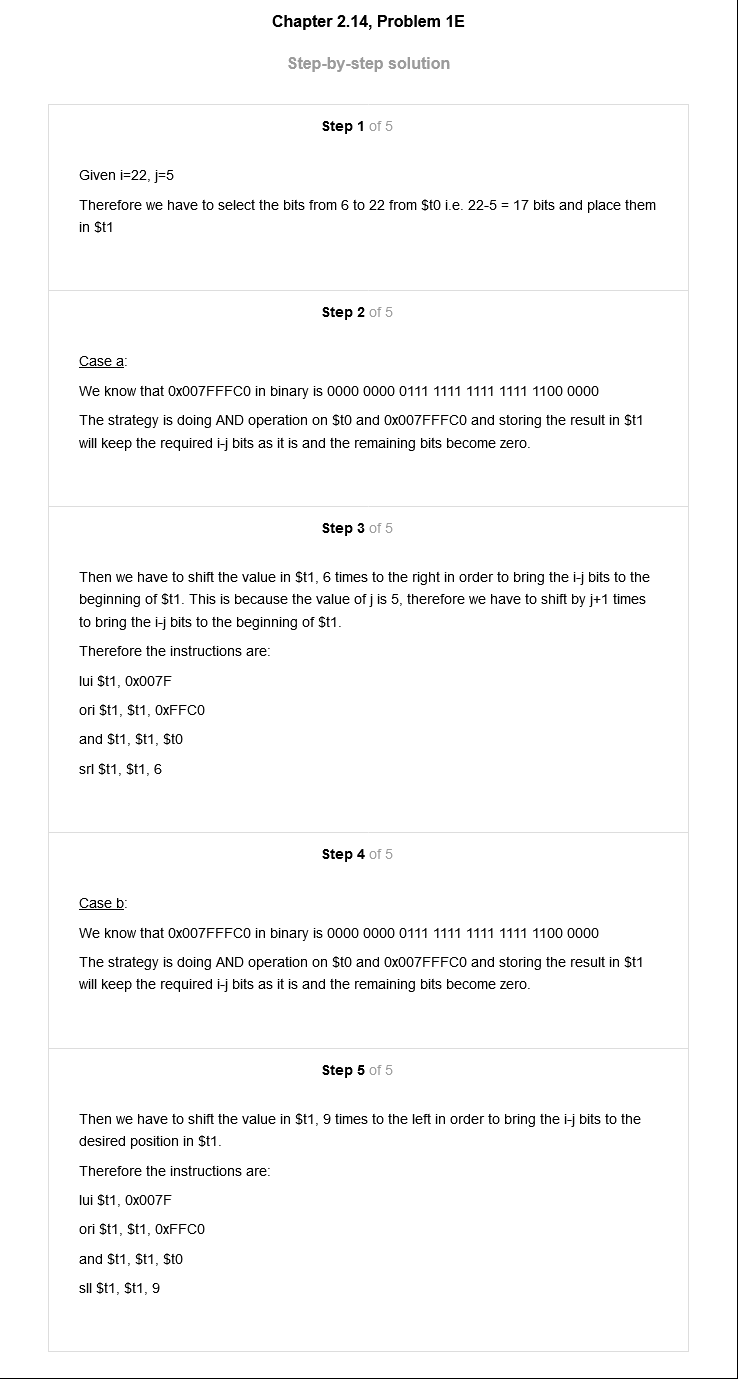 Chapter 2.14, Problem 1E
Step-by-step solution
Step 1 of 5
Given i=22, j=5
Therefore we have to select the bits from 6 to 22 from $t0 i.e. 22-5 = 17 bits and place them
in $t1
Step 2 of 5
Case a:
We know that 0x007FFFC0 in binary is 0000 0000 0111 1111 1111 1111 1100 0000
The strategy is doing AND operation on $t0 and 0x007FFFC0 and storing the result in $t1
will keep the required i-j bits as it is and the remaining bits become zero.
Step 3 of 5
Then we have to shift the value in $t1, 6 times to the right in order to bring the i-j bits to the
beginning of $t1. This is because the value of j is 5, therefore we have to shift by j+1 times
to bring the i-j bits to the beginning of $t1.
Therefore the instructions are:
lui $t1, 0x007F
ori $t1, $t1, 0xFFC0
and $t1, $t1, $t0
srl $t1, $t1, 6
Step 4 of 5
Case b:
We know that 0x007FFFC0 in binary is 0000 0000 0111 1111 1111 1111 1100 0000
The strategy is doing AND operation on $t0 and 0x007FFFC0 and storing the result in $t1
will keep the required i-j bits as it is and the remaining bits become zero.
Step 5 of 5
Then we have to shift the value in $t1, 9 times to the left in order to bring the i-j bits to the
desired position in $t1.
Therefore the instructions are:
lui $t1, 0x007F
ori $t1, $t1, 0xFFC0
and $t1, $t1, $t0
sll $t1, $t1, 9